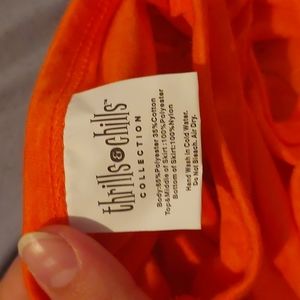 thrills & chills™
COLLECTION
Body:65%Polyester 35%Cotton
Top&Middle of Skirt:100%Polyester
Bottom of Skirt:100%Nylon
Hand Wash In Cold Water.
Do Not Bleach. Air Dry.